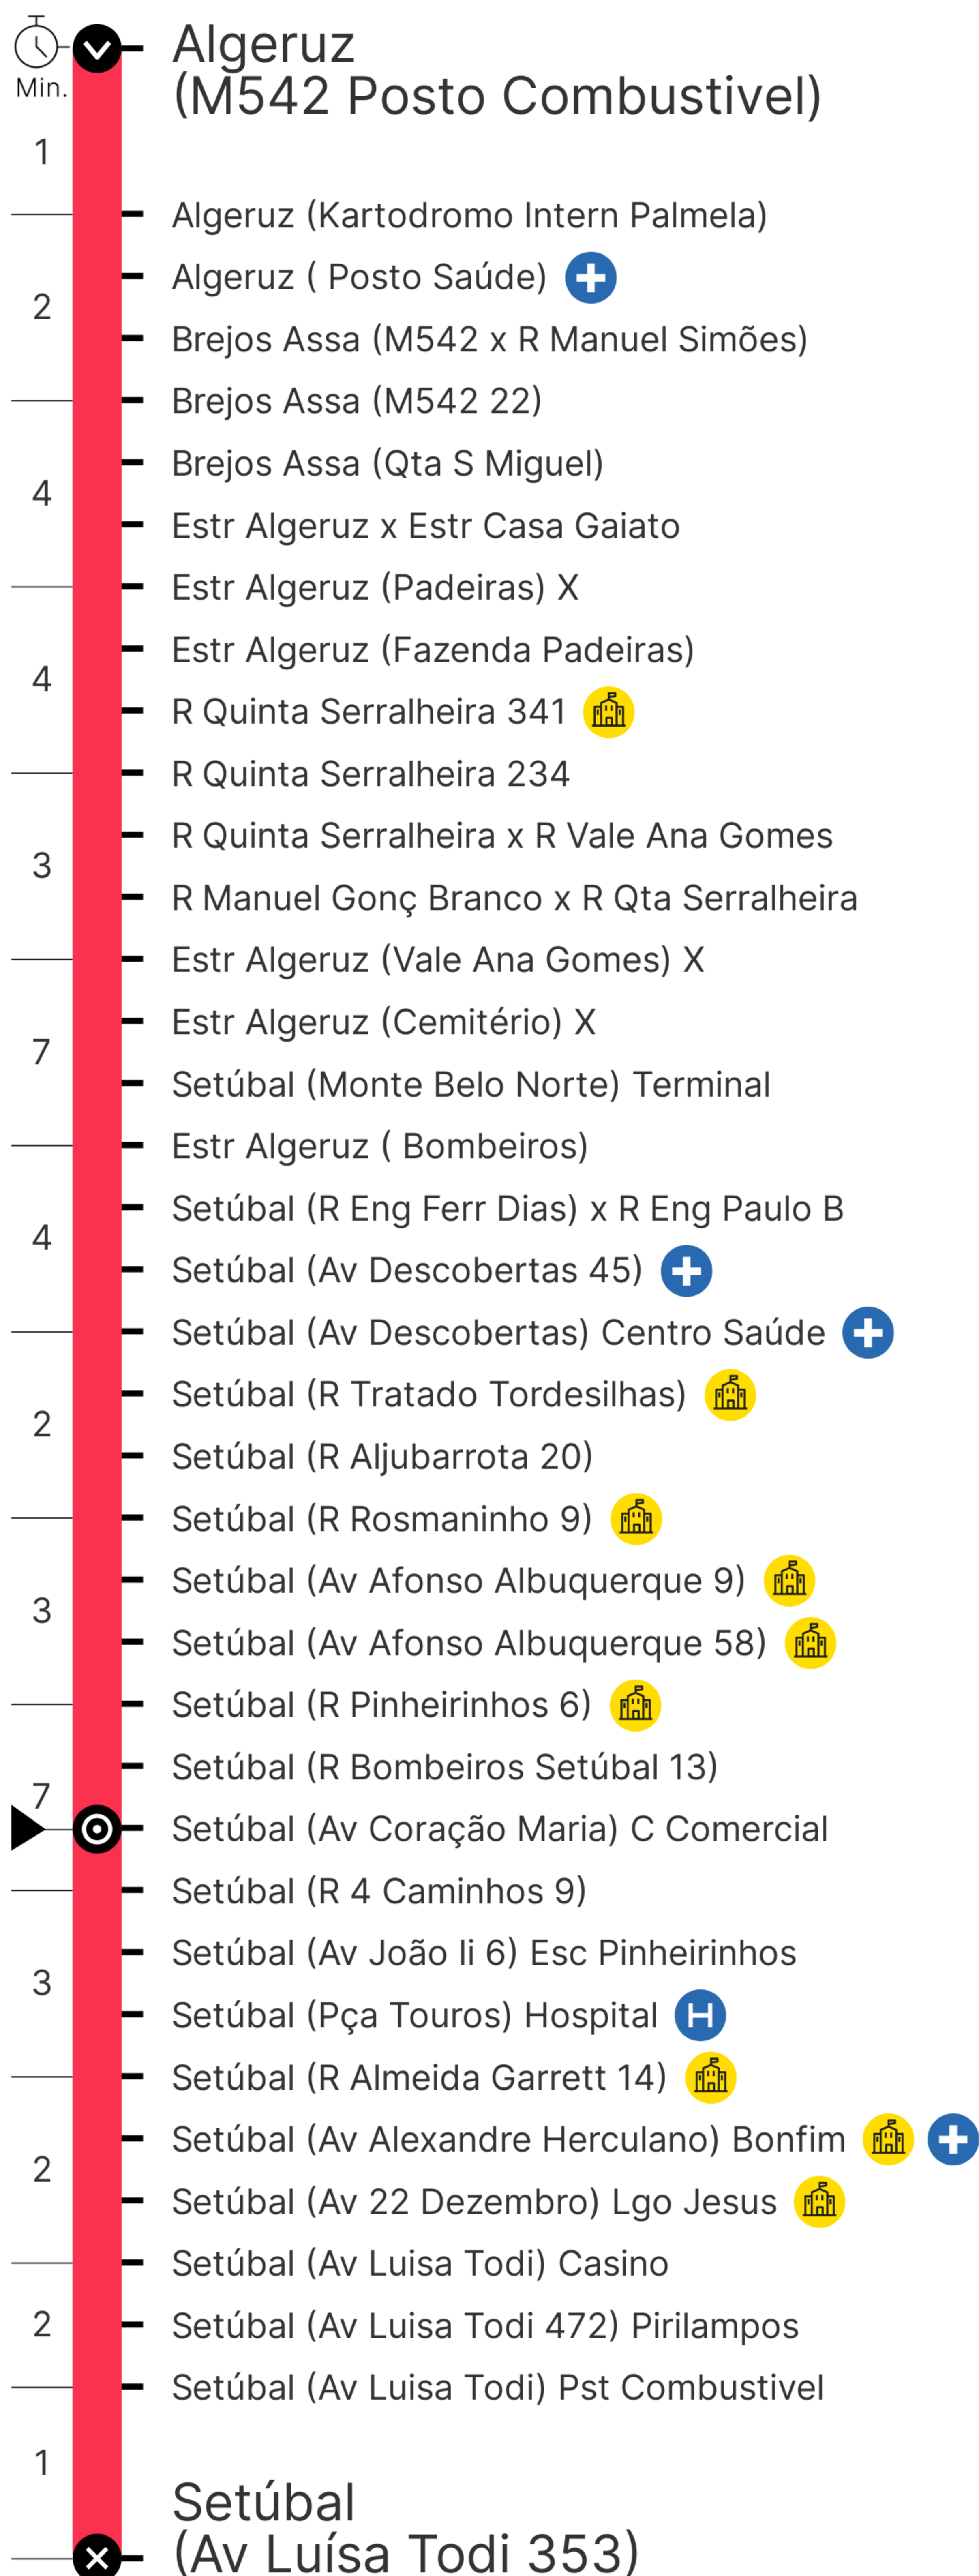 Algeruz
(M542 Posto Combustivel)
Min.
1
Algeruz (Kartodromo Intern Palmela)
Algeruz ( Posto Saúde)
2
Brejos Assa (M542 x R Manuel Simões)
Brejos Assa (M542 22)
Brejos Assa (Qta S Miguel)
4
Estr Algeruz x Estr Casa Gaiato
Estr Algeruz (Padeiras) X
Estr Algeruz (Fazenda Padeiras)
4
R Quinta Serralheira 341
R Quinta Serralheira 234
R Quinta Serralheira x R Vale Ana Gomes
3
R Manuel Gonç Branco x R Qta Serralheira
Estr Algeruz (Vale Ana Gomes) X
Estr Algeruz (Cemitério) X
7
Setúbal (Monte Belo Norte) Terminal
Estr Algeruz ( Bombeiros)
Setúbal (R Eng Ferr Dias) x R Eng Paulo B
4
Setúbal (Av Descobertas 45)
Setúbal (Av Descobertas) Centro Saúde
Setúbal (R Tratado Tordesilhas)
2
Setúbal (R Aljubarrota 20)
Setúbal (R Rosmaninho 9)
Setúbal (Av Afonso Albuquerque 9)
3
Setúbal (Av Afonso Albuquerque 58)
Setúbal (R Pinheirinhos 6)
Setúbal (R Bombeiros Setúbal 13)
7
Setúbal (Av Coração Maria) C Comercial
Setúbal (R 4 Caminhos 9)
Setúbal (Av João Ii 6) Esc Pinheirinhos
3
Setúbal (Pça Touros) Hospital H
Setúbal (R Almeida Garrett 14)
Setúbal (Av Alexandre Herculano) Bonfim
2
Setúbal (Av 22 Dezembro) Lgo Jesus
Setúbal (Av Luisa Todi) Casino
2
Setúbal (Av Luisa Todi 472) Pirilampos
Setúbal (Av Luisa Todi) Pst Combustivel
1
Setúbal
(Av Luísa Todi 353)